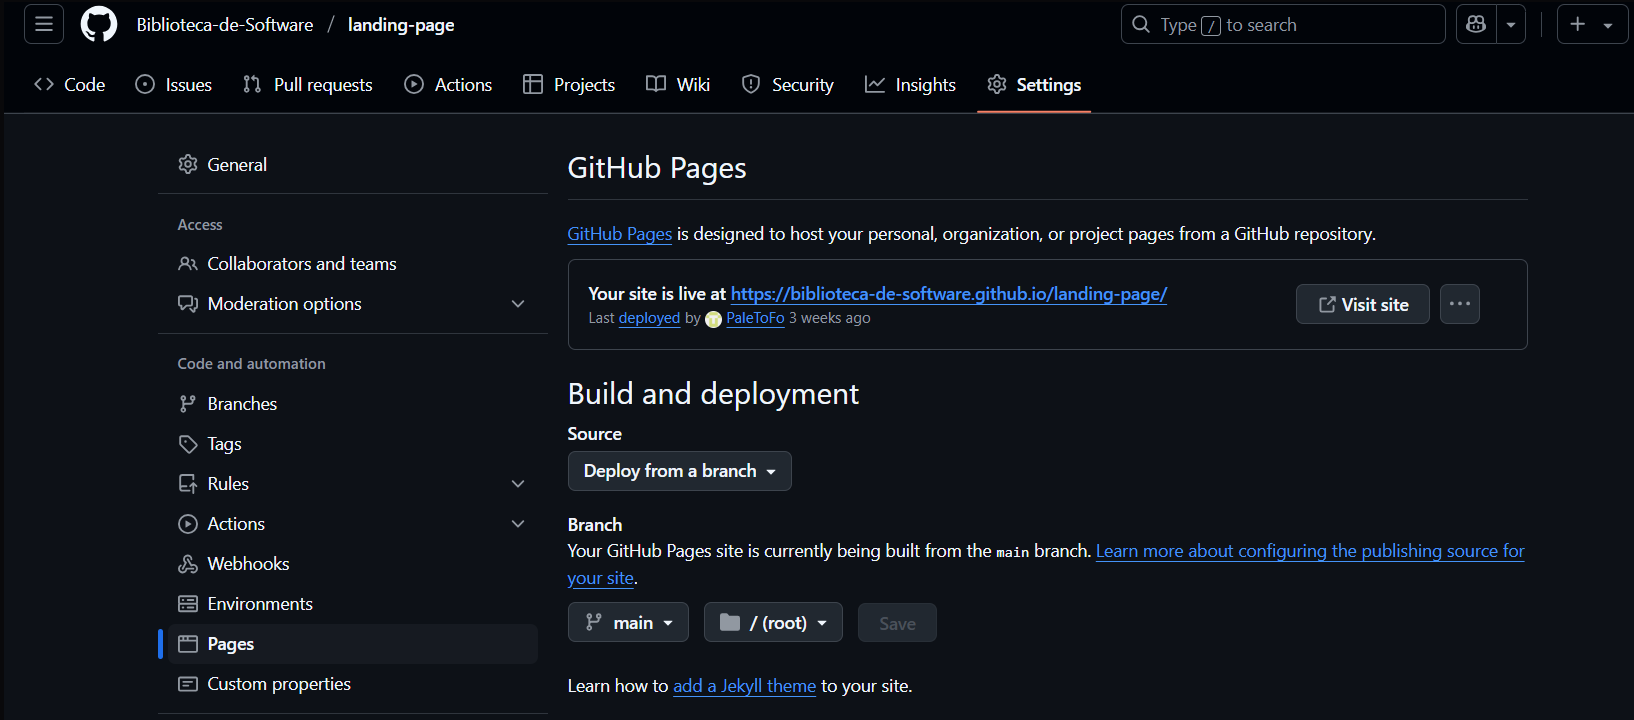 Biblioteca-de-Software / landing-page
Type / to search
Code Issues Pull requests Actions Projects Wiki Security Insights Settings
General
Access
Collaborators and teams
Moderation options
Code and automation
Branches
Tags
Rules
Actions
Webhooks
Environments
Pages
Custom properties
GitHub Pages
GitHub Pages is designed to host your personal, organization, or project pages from a GitHub repository.
Your site is live at https://biblioteca-de-software.github.io/landing-page/
Last deployed by PaleToFo 3 weeks ago
Visit site
Build and deployment
Source
Deploy from a branch
Branch
Your GitHub Pages site is currently being built from the main branch. Learn more about configuring the publishing source for
your site.
main / (root) Save
Learn how to add a Jekyll theme to your site.